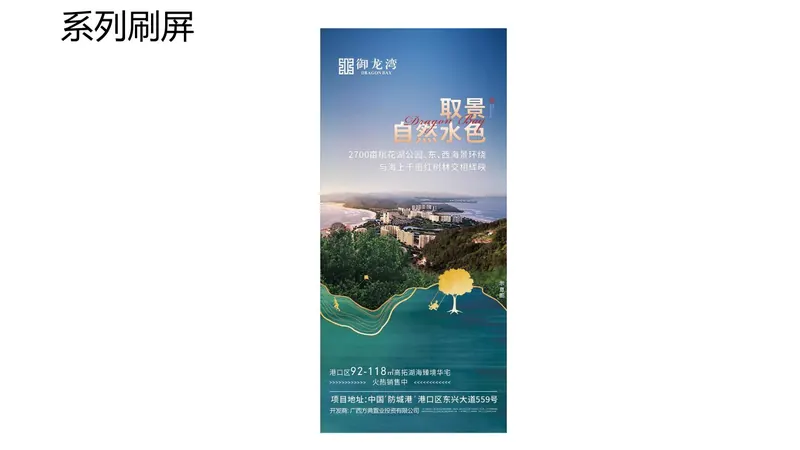 系列刷屏
御龙湾
DRAGON BAY
取景
Dragon Bay
自然水色
2700亩桃花湖公园、东、西海景环绕
与海上千亩红树林交相辉映
示意图
港口区92-118㎡高拓湖海臻境华宅
>>>>>>>>>>>> 火热销售中 <<<<<<<<<<<<
项目地址:中国·防城港·港口区东兴大道559号
开发商:广西方典置业投资有限公司